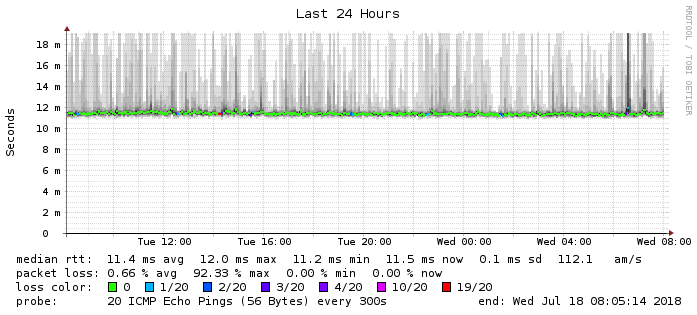 Last 24 Hours
RRDTOOL / TOBI OETIKER
Seconds
18 m
16 m
14 m
12 m
10 m
8 m
6 m
4 m
2 m
0
Tue 12:00 Tue 16:00 Tue 20:00 Wed 00:00 Wed 04:00 Wed 08:00
median rtt: 11.4 ms avg 12.0 ms max 11.2 ms min 11.5 ms now 0.1 ms sd 112.1 am/s
packet loss: 0.66 % avg 92.33 % max 0.00 % min 0.00 % now
loss color: 0 1/20 2/20 3/20 4/20 10/20 19/20
probe: 20 ICMP Echo Pings (56 Bytes) every 300s end: Wed Jul 18 08:05:14 2018